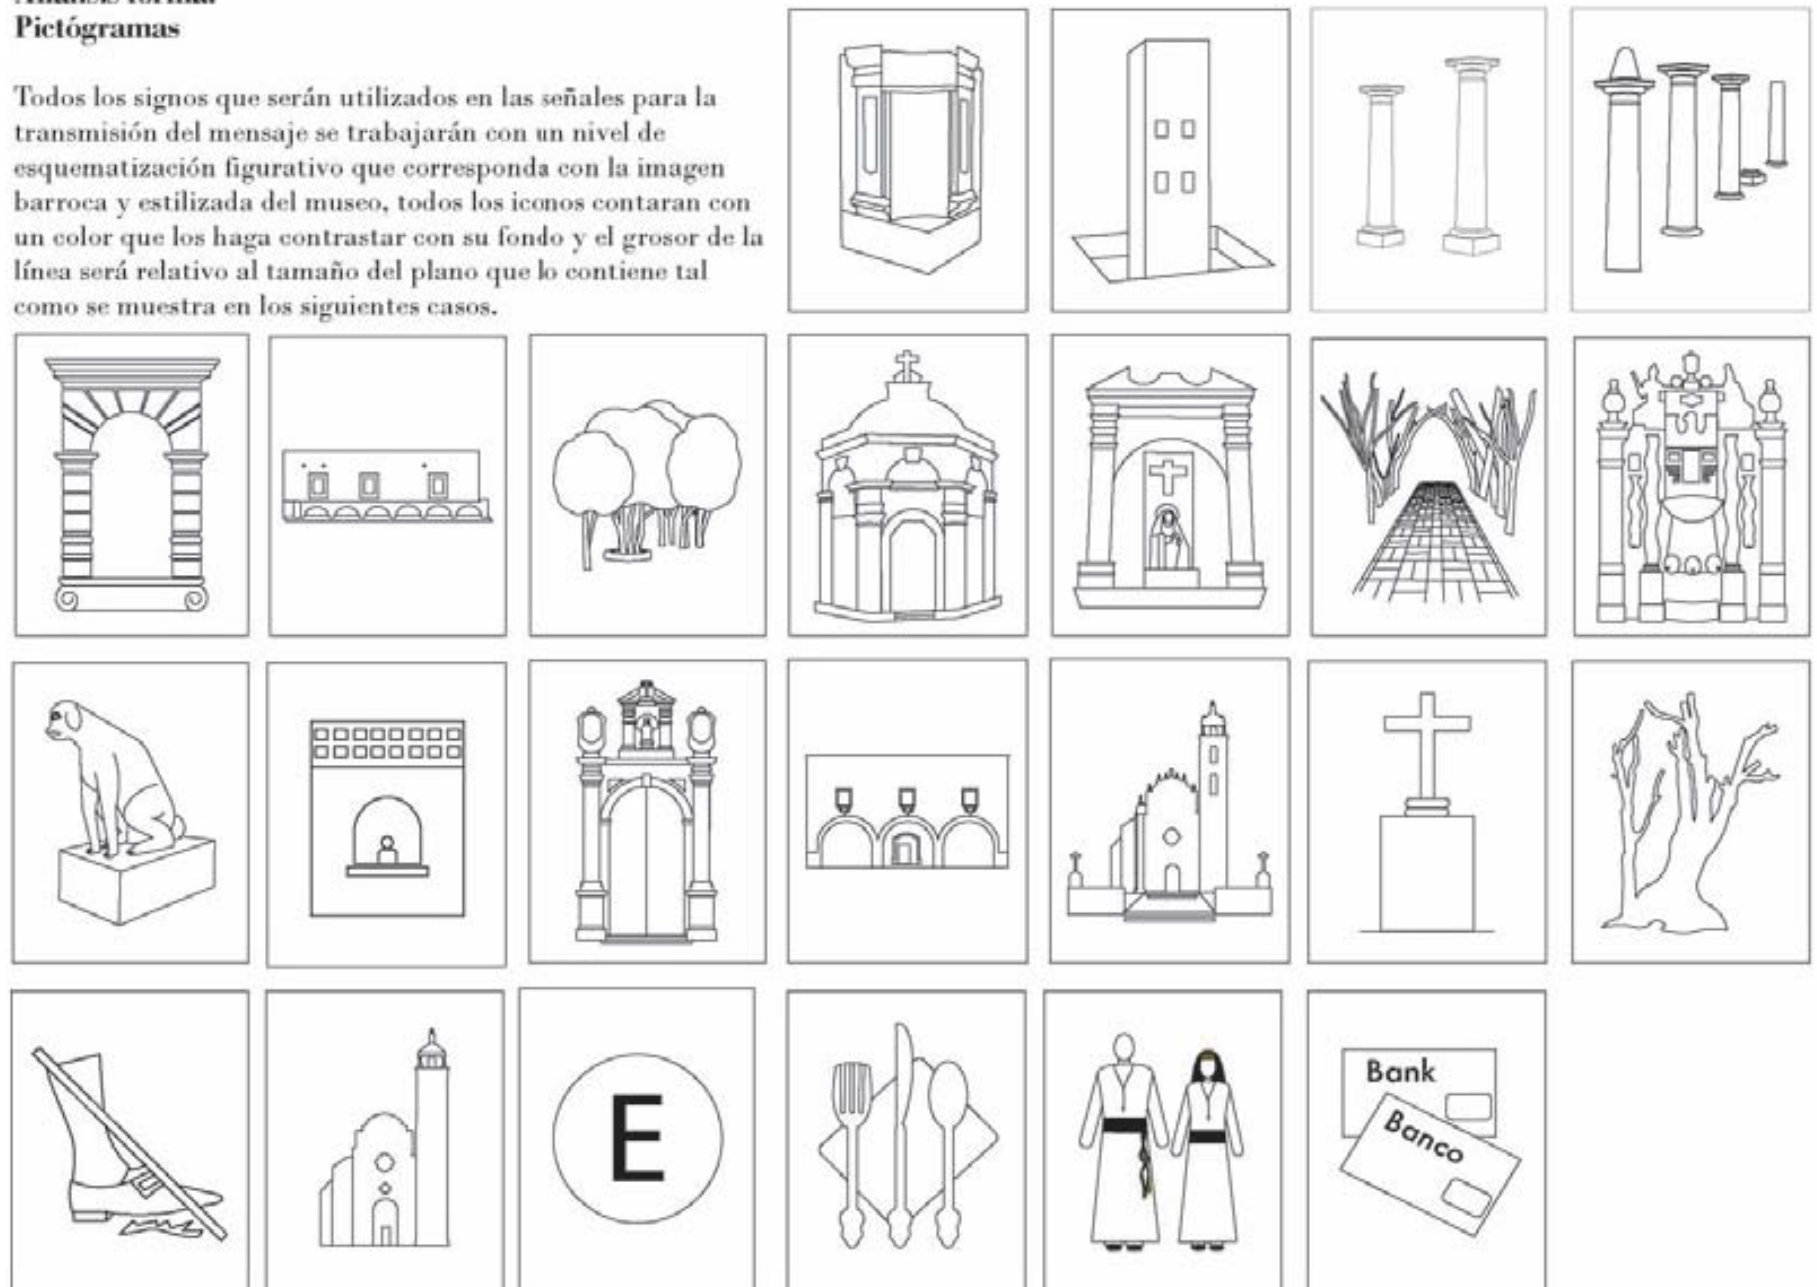 Pictógramas
Todos los signos que serán utilizados en las señales para la
transmisión del mensaje se trabajarán con un nivel de
esquematización figurativo que corresponda con la imagen
barroca y estilizada del museo, todos los iconos contaran con
un color que los haga contrastar con su fondo y el grosor de la
línea será relativo al tamaño del plano que lo contiene tal
como se muestra en los siguientes casos.
E
Bank
Banco